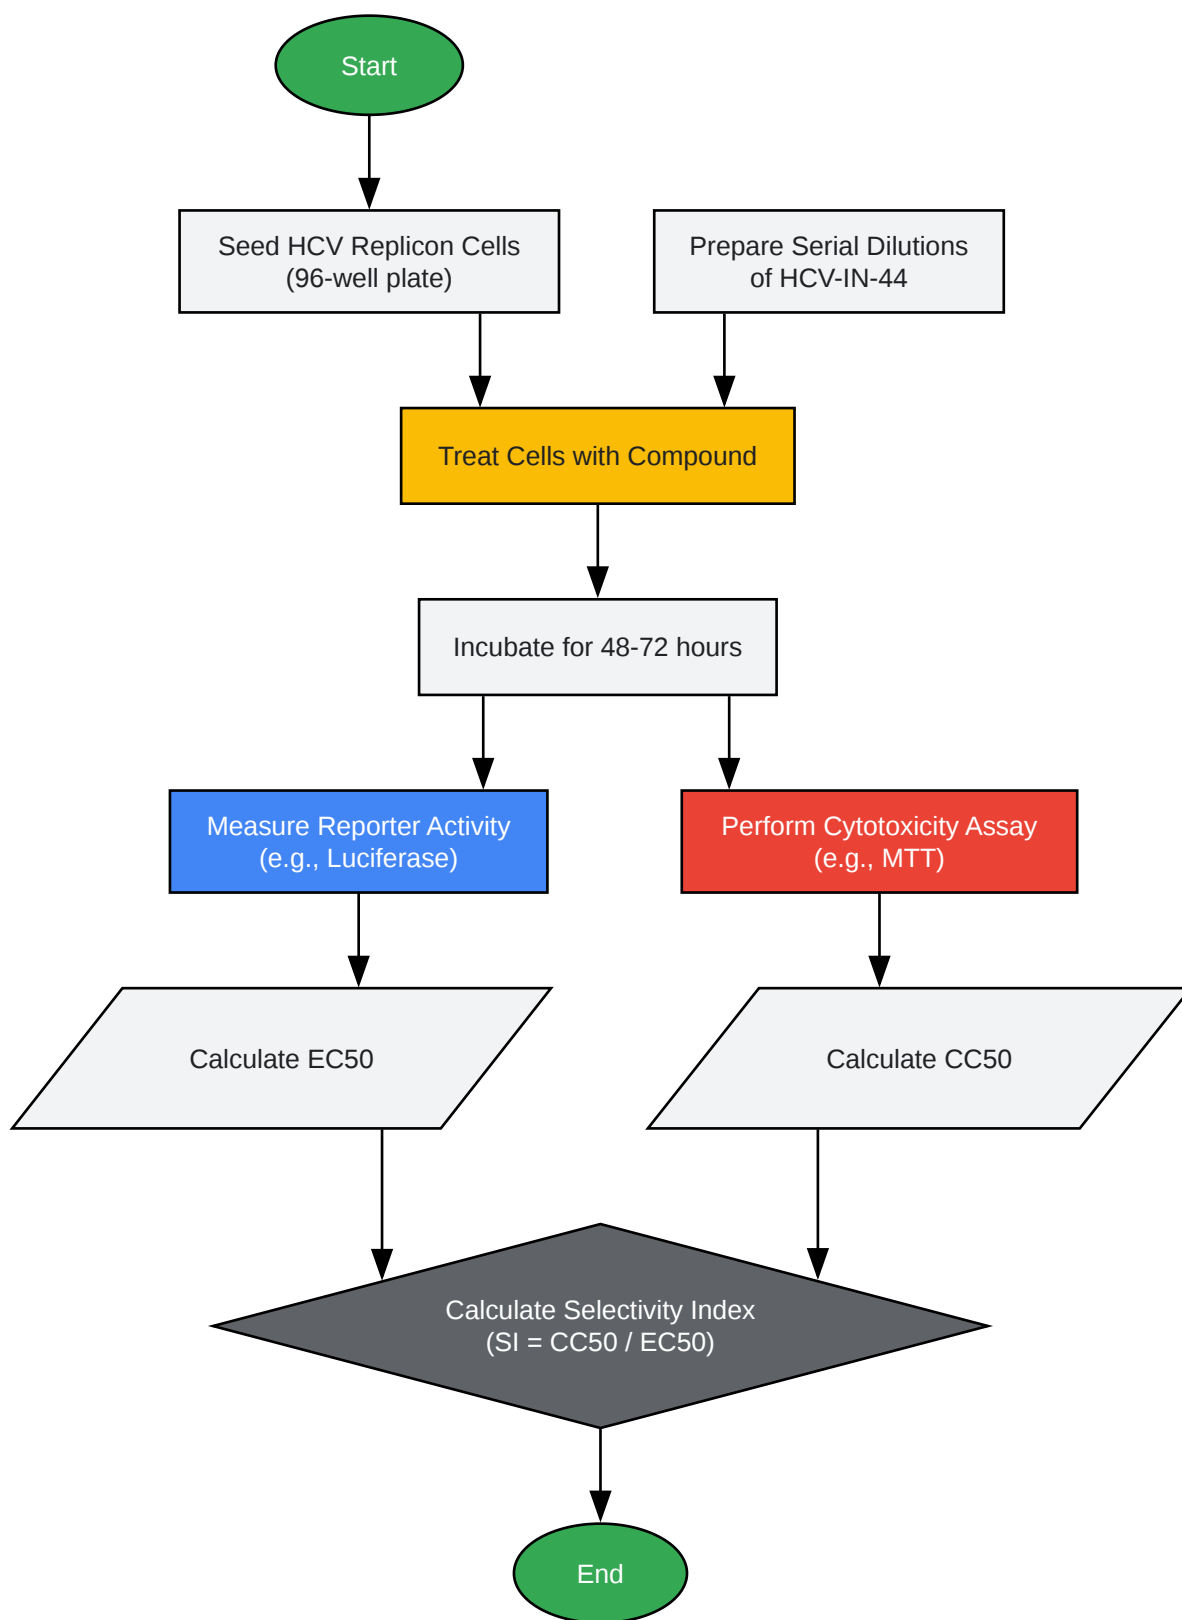 Start
Seed HCV Replicon Cells
(96-well plate)
Prepare Serial Dilutions
of HCV-IN-44
Treat Cells with Compound
Incubate for 48-72 hours
Measure Reporter Activity
(e.g., Luciferase)
Perform Cytotoxicity Assay
(e.g., MTT)
Calculate EC50
Calculate CC50
Calculate Selectivity Index
(SI = CC50 / EC50)
End